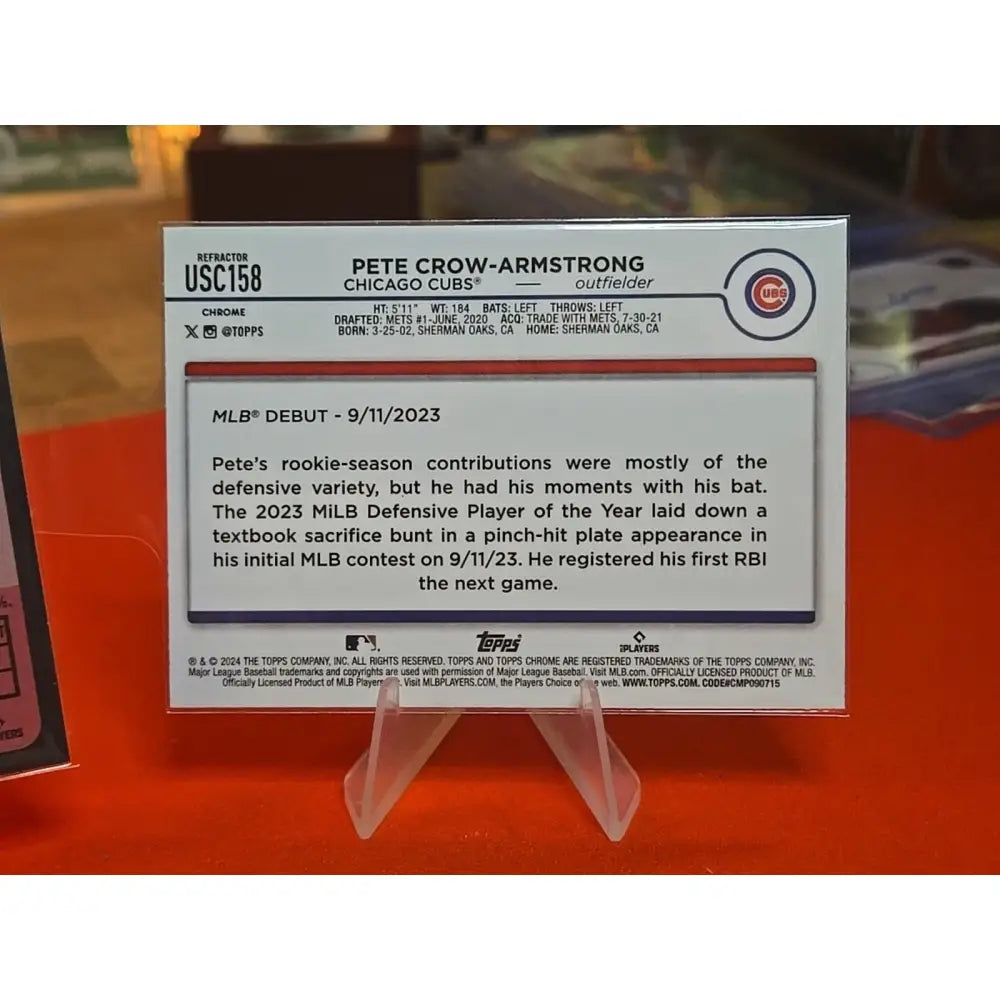 REFRACTOR
USC158
PETE CROW-ARMSTRONG
CHICAGO CUBS® — outfielder
CUBS
CHROME
@TOPPS
HT: 5'11" WT: 184 BATS: LEFT THROWS: LEFT
DRAFTED: METS #1-JUNE, 2020 ACQ: TRADE WITH METS, 7-30-21
BORN: 3-25-02, SHERMAN OAKS, CA HOME: SHERMAN OAKS, CA
MLB® DEBUT - 9/11/2023
Pete's rookie-season contributions were mostly of the
defensive variety, but he had his moments with his bat.
The 2023 MiLB Defensive Player of the Year laid down a
textbook sacrifice bunt in a pinch-hit plate appearance in
his initial MLB contest on 9/11/23. He registered his first RBI
the next game.
Topps
PLAYERS
® & © 2024 THE TOPPS COMPANY, INC. ALL RIGHTS RESERVED. TOPPS AND TOPPS CHROME ARE REGISTERED TRADEMARKS OF THE TOPPS COMPANY, INC.
Major League Baseball trademarks and copyrights are used with permission of Major League Baseball. Visit MLB.com. OFFICIALLY LICENSED PRODUCT OF MLB.
Officially Licensed Product of MLB Players, Inc. Visit MLBPLAYERS.COM, the Players Choice on the web. WWW.TOPPS.COM. CODE#CMP090715